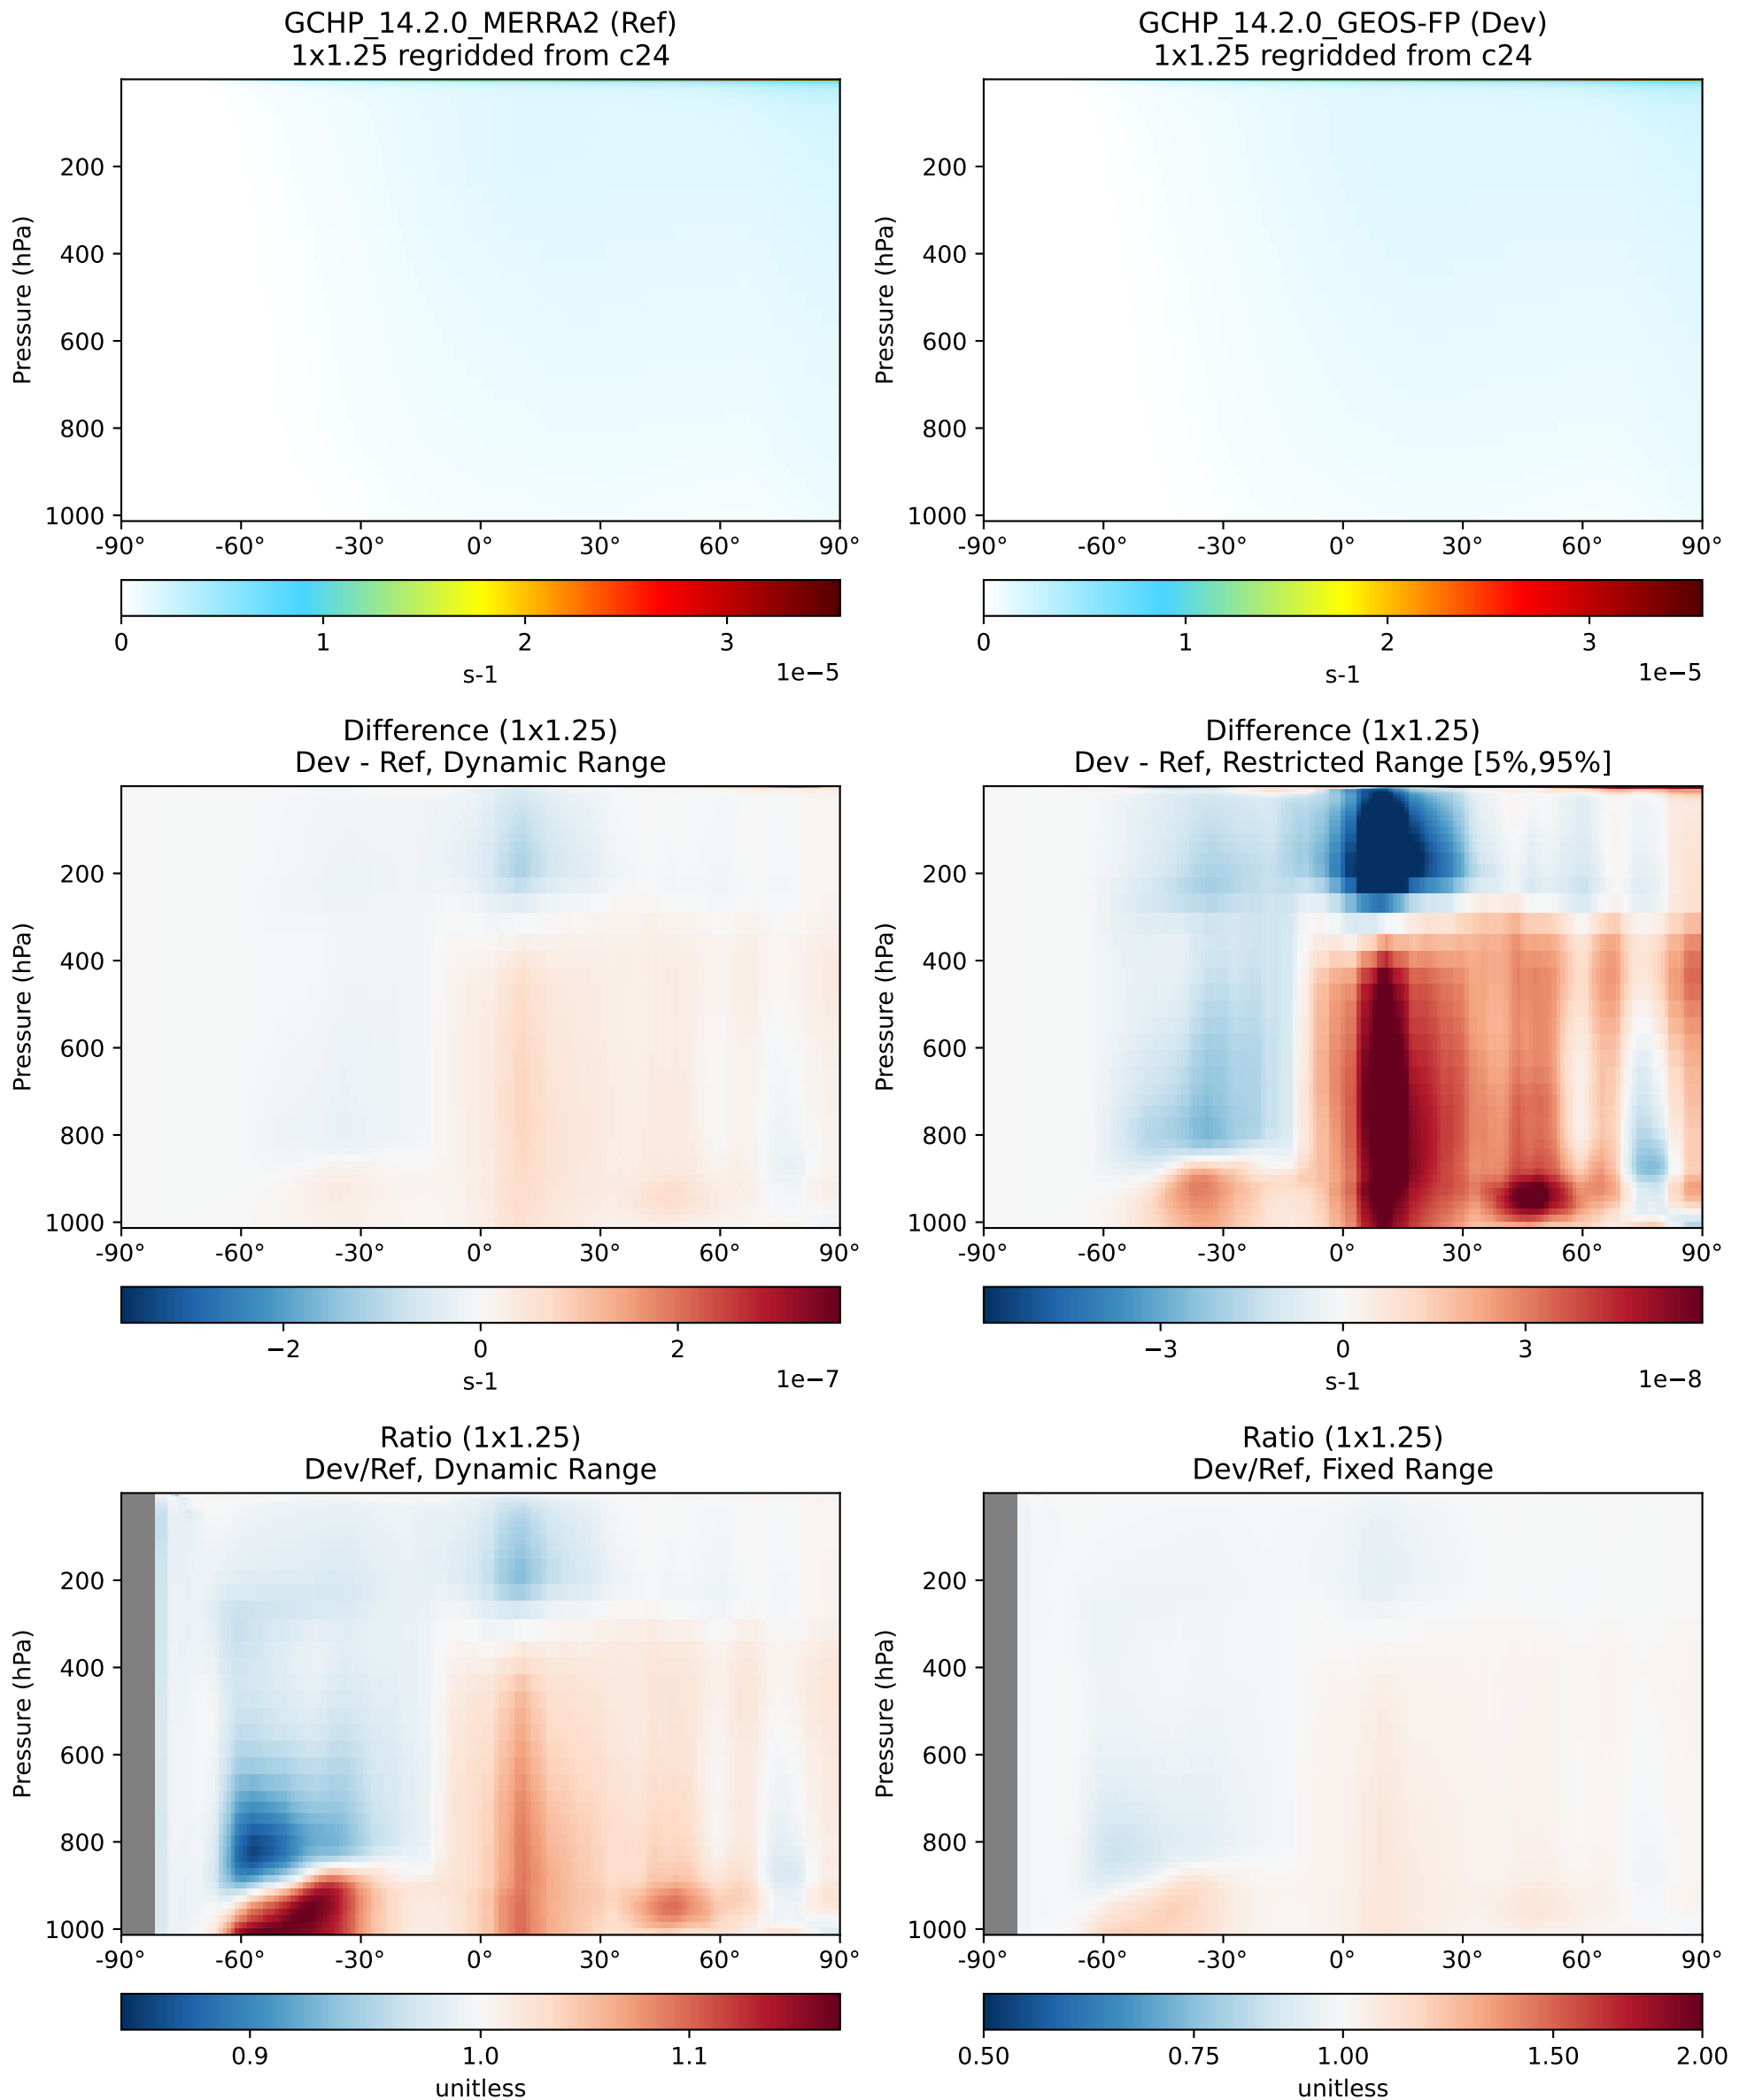 GCHP_14.2.0_MERRA2 (Ref)
1x1.25 regridded from c24
Pressure (hPa)
200
400
600
800
1000
-90° -60° -30° 0° 30° 60° 90°
0 1 2 3
s-1
1e−5
GCHP_14.2.0_GEOS-FP (Dev)
1x1.25 regridded from c24
Pressure (hPa)
200
400
600
800
1000
-90° -60° -30° 0° 30° 60° 90°
0 1 2 3
s-1
1e−5
Difference (1x1.25)
Dev - Ref, Dynamic Range
Pressure (hPa)
200
400
600
800
1000
-90° -60° -30° 0° 30° 60° 90°
−2 0 2
s-1
1e−7
Difference (1x1.25)
Dev - Ref, Restricted Range [5%,95%]
Pressure (hPa)
200
400
600
800
1000
-90° -60° -30° 0° 30° 60° 90°
−3 0 3
s-1
1e−8
Ratio (1x1.25)
Dev/Ref, Dynamic Range
Pressure (hPa)
200
400
600
800
1000
-90° -60° -30° 0° 30° 60° 90°
0.9 1.0 1.1
unitless
Ratio (1x1.25)
Dev/Ref, Fixed Range
Pressure (hPa)
200
400
600
800
1000
-90° -60° -30° 0° 30° 60° 90°
0.50 0.75 1.00 1.50 2.00
unitless